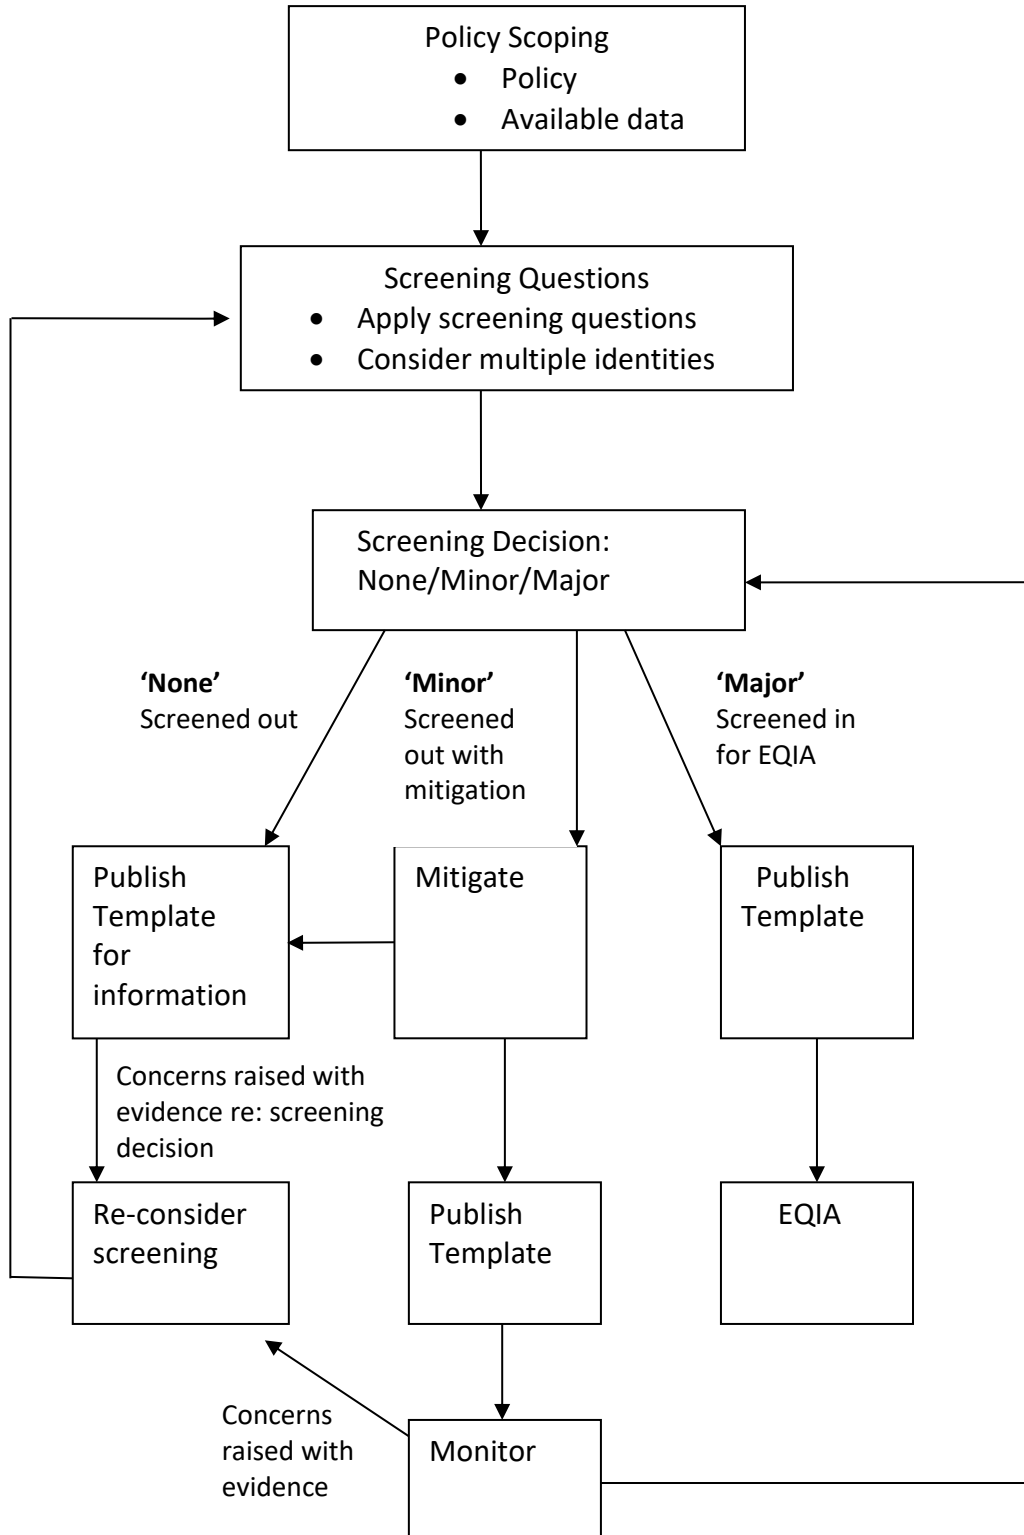 Policy Scoping
• Policy
• Available data
Screening Questions
• Apply screening questions
• Consider multiple identities
Screening Decision:
None/Minor/Major
‘None’
Screened out
‘Minor’
Screened
out with
mitigation
‘Major’
Screened in
for EQIA
Publish
Template
for
information
Mitigate
Publish
Template
Concerns raised with
evidence re: screening
decision
Re-consider
screening
Publish
Template
EQIA
Concerns
raised with
evidence
Monitor